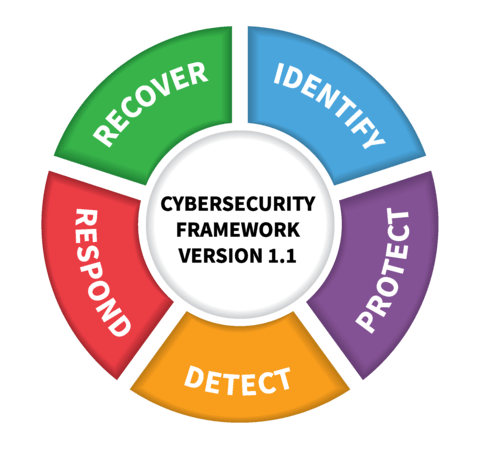 IDENTIFY
PROTECT
DETECT
RESPOND
RECOVER
CYBERSECURITY
FRAMEWORK
VERSION 1.1